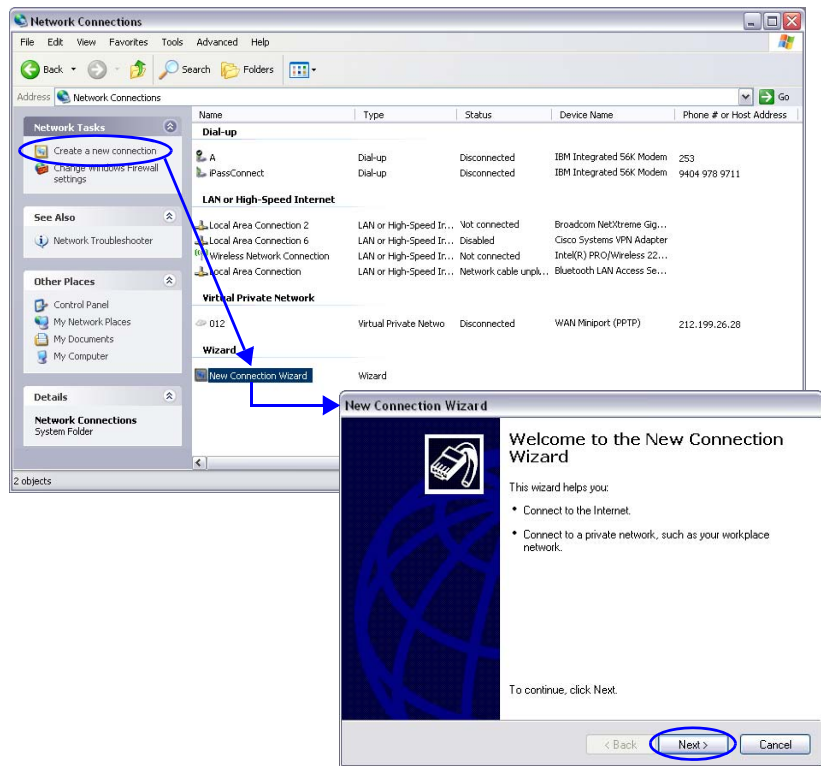 Network Connections
File Edit View Favorites Tools Advanced Help
Back Search Folders
Address Network Connections Go
Name Type Status Device Name Phone # or Host Address
Network Tasks
Create a new connection
Change Windows Firewall
settings
See Also
Network Troubleshooter
Other Places
Control Panel
My Network Places
My Documents
My Computer
Details
Network Connections
System Folder
Dial-up
A Dial-up Disconnected IBM Integrated 56K Modem 253
iPassConnect Dial-up Disconnected IBM Integrated 56K Modem 9404 978 9711
LAN or High-Speed Internet
Local Area Connection 2 LAN or High-Speed Ir... Not connected Broadcom NetXtreme Gig...
Local Area Connection 6 LAN or High-Speed Ir... Disabled Cisco Systems VPN Adapter
Wireless Network Connection LAN or High-Speed Ir... Not connected Intel(R) PRO/Wireless 22...
Local Area Connection LAN or High-Speed Ir... Network cable unpl... Bluetooth LAN Access Se...
Virtual Private Network
012 Virtual Private Netwo Disconnected WAN Miniport (PPTP) 212.199.26.28
Wizard
New Connection Wizard Wizard
2 objects
New Connection Wizard
Welcome to the New Connection
Wizard
This wizard helps you:
• Connect to the Internet.
• Connect to a private network, such as your workplace
network.
To continue, click Next.
< Back Next > Cancel